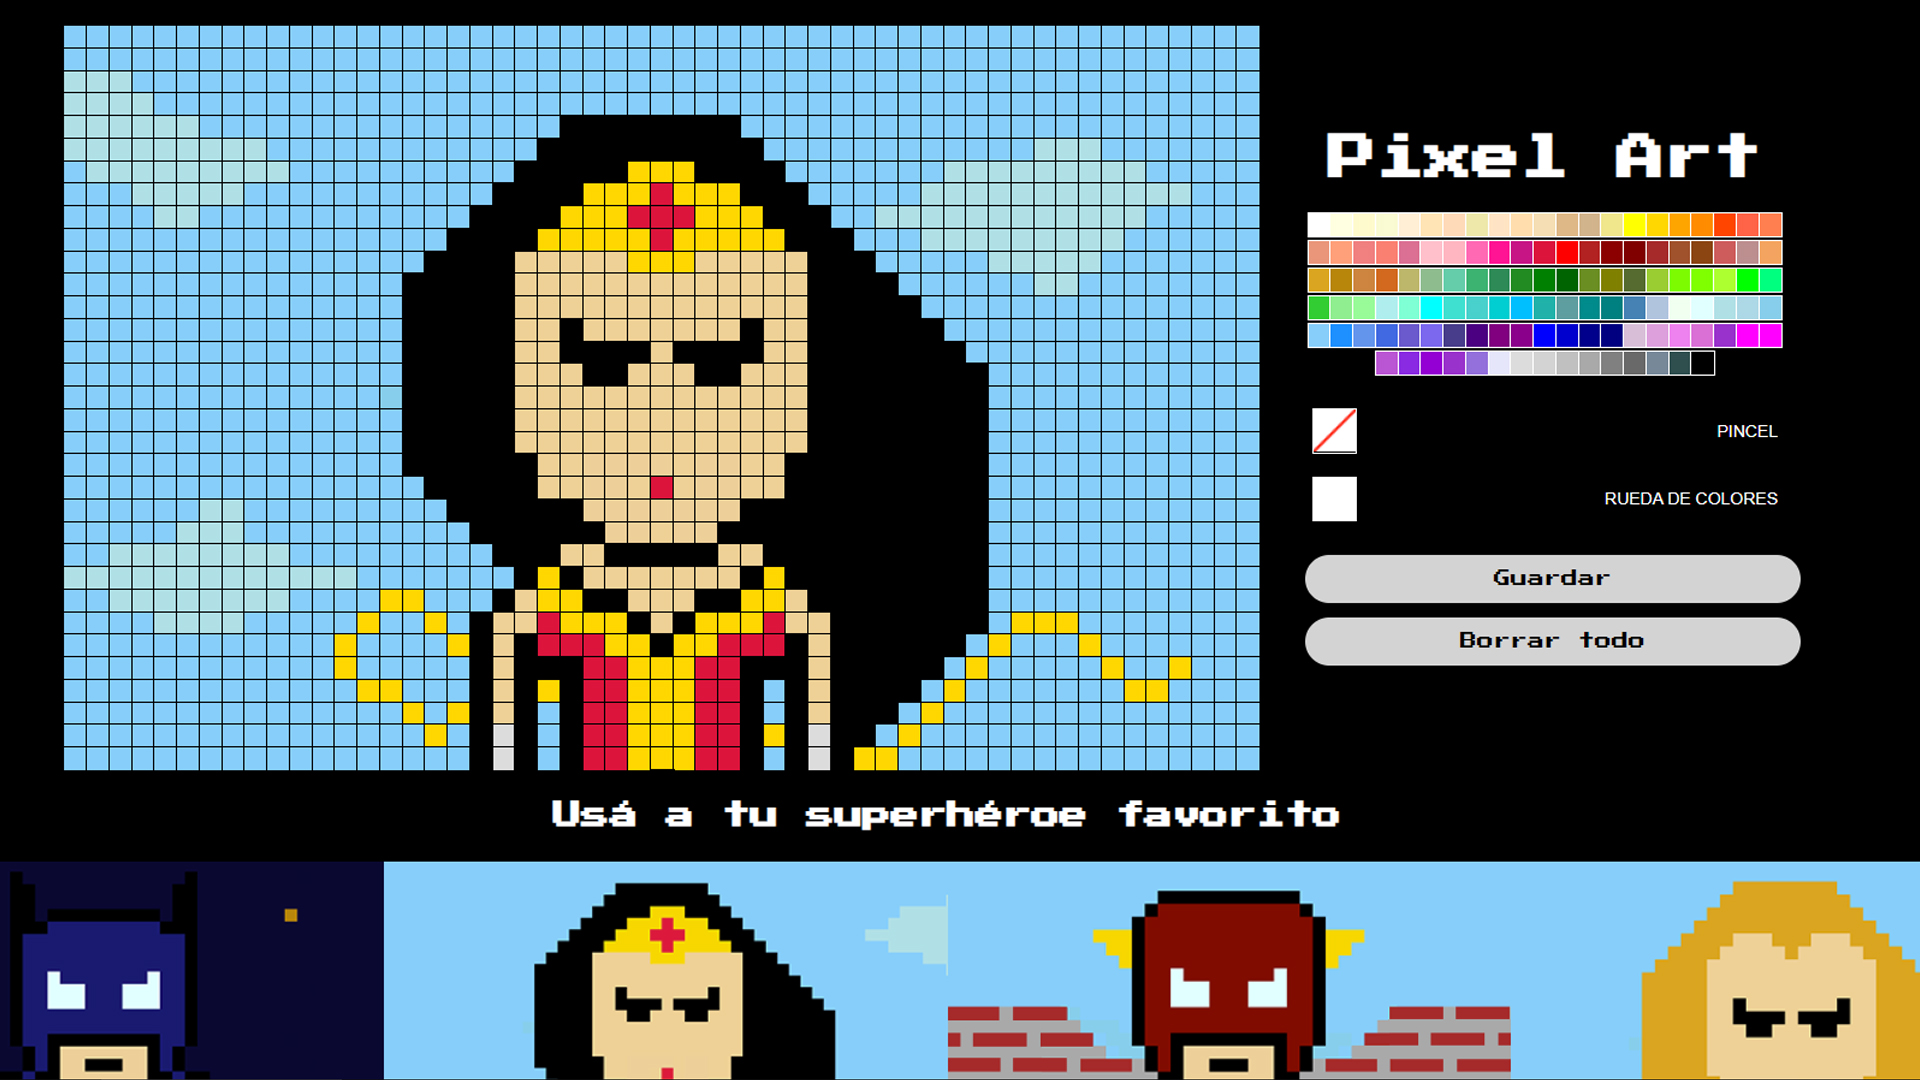 Pixel Art
PINCEL
RUEDA DE COLORES
Guardar
Borrar todo
Usá a tu superhéroe favorito